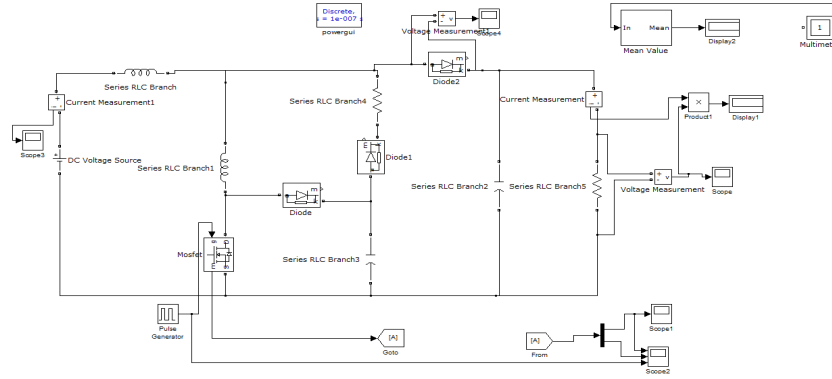 Discrete,
s = 1e-007 s
powergui
Voltage Measurement1
Scope4
In
Mean
Mean Value
Display2
1
Multimet
Series RLC Branch
Current Measurement1
Scope3
DC Voltage Source
Series RLC Branch4
Diode2
Current Measurement
Product1
Display1
Diode1
Series RLC Branch1
Diode
Series RLC Branch2
Series RLC Branch5
Voltage Measurement
Scope
Mosfet
Series RLC Branch3
Pulse
Generator
[A]
Goto
[A]
From
Scope1
Scope2